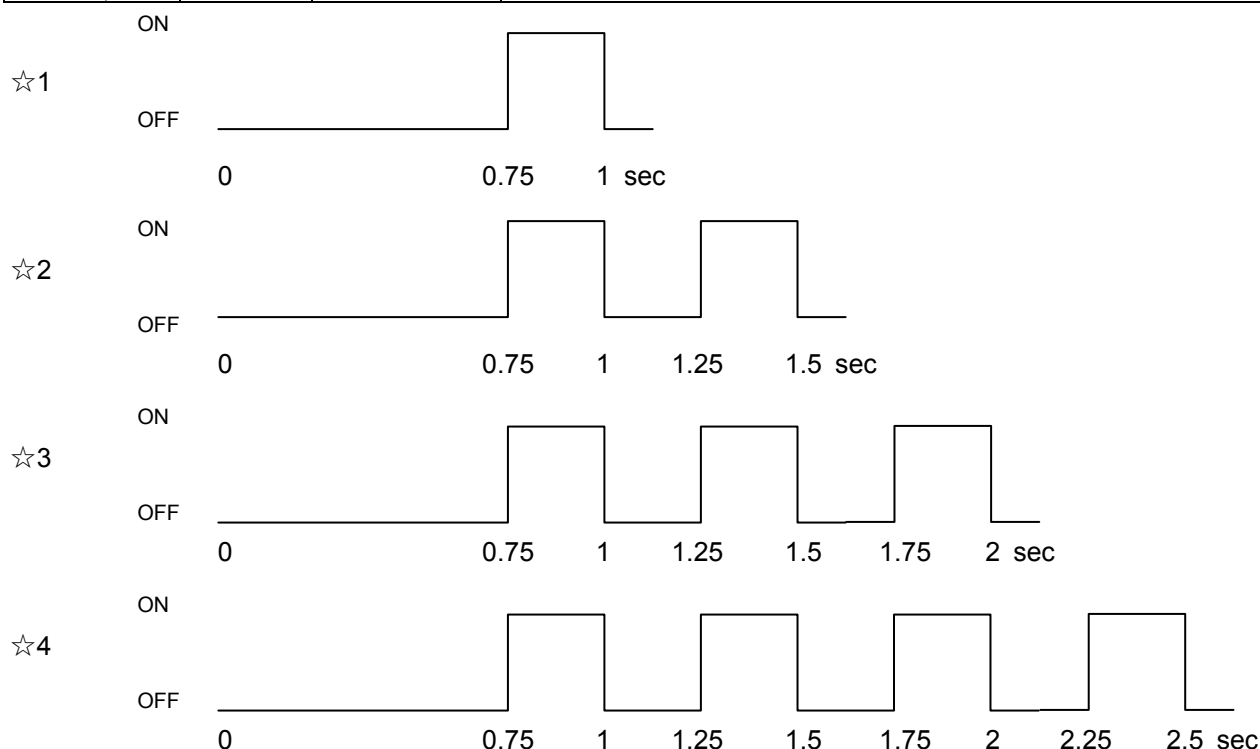 ON
☆1
OFF
0 0.75 1 sec
ON
☆2
OFF
0 0.75 1 1.25 1.5 sec
ON
☆3
OFF
0 0.75 1 1.25 1.5 1.75 2 sec
ON
☆4
OFF
0 0.75 1 1.25 1.5 1.75 2 2.25 2.5 sec